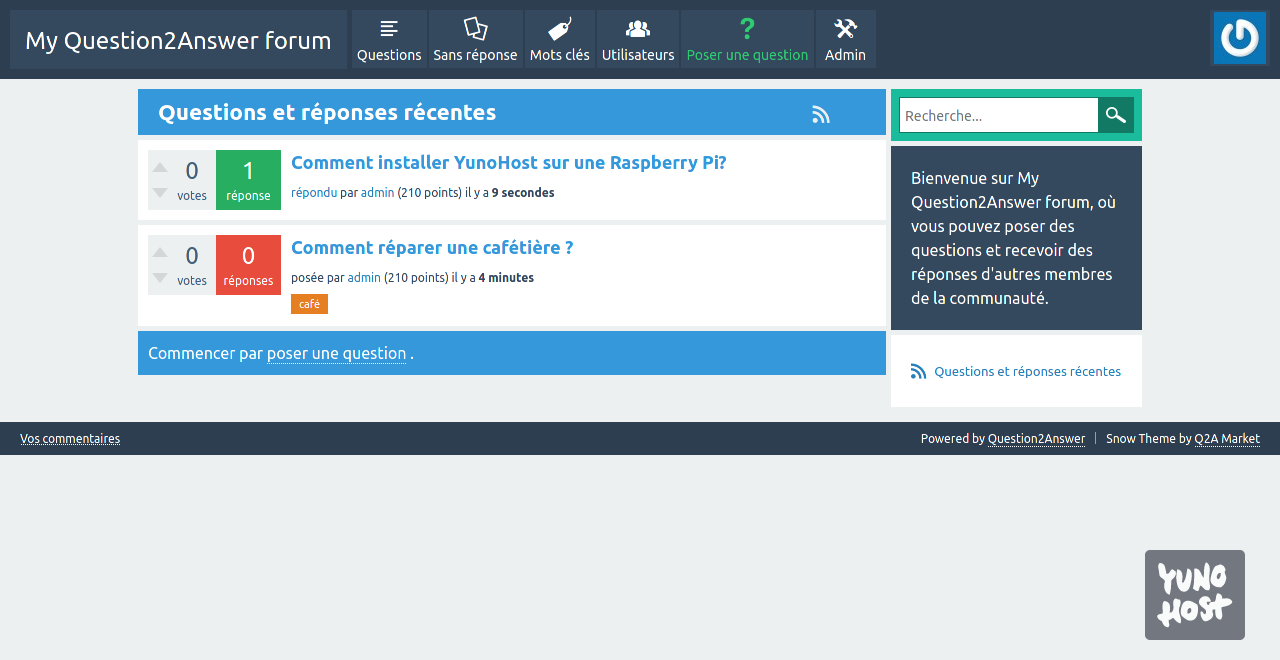 My Question2Answer forum
Questions
Sans réponse
Mots clés
Utilisateurs
?
Poser une question
Admin
Questions et réponses récentes
0
votes
1
réponse
Comment installer YunoHost sur une Raspberry Pi?
répondu par admin (210 points) il y a 9 secondes
0
votes
0
réponses
Comment réparer une cafétière ?
posée par admin (210 points) il y a 4 minutes
café
Commencer par poser une question .
Recherche...
Bienvenue sur My
Question2Answer forum, où
vous pouvez poser des
questions et recevoir des
réponses d'autres membres
de la communauté.
Questions et réponses récentes
Vos commentaires
Powered by Question2Answer
Snow Theme by Q2A Market
YUNO
HOST